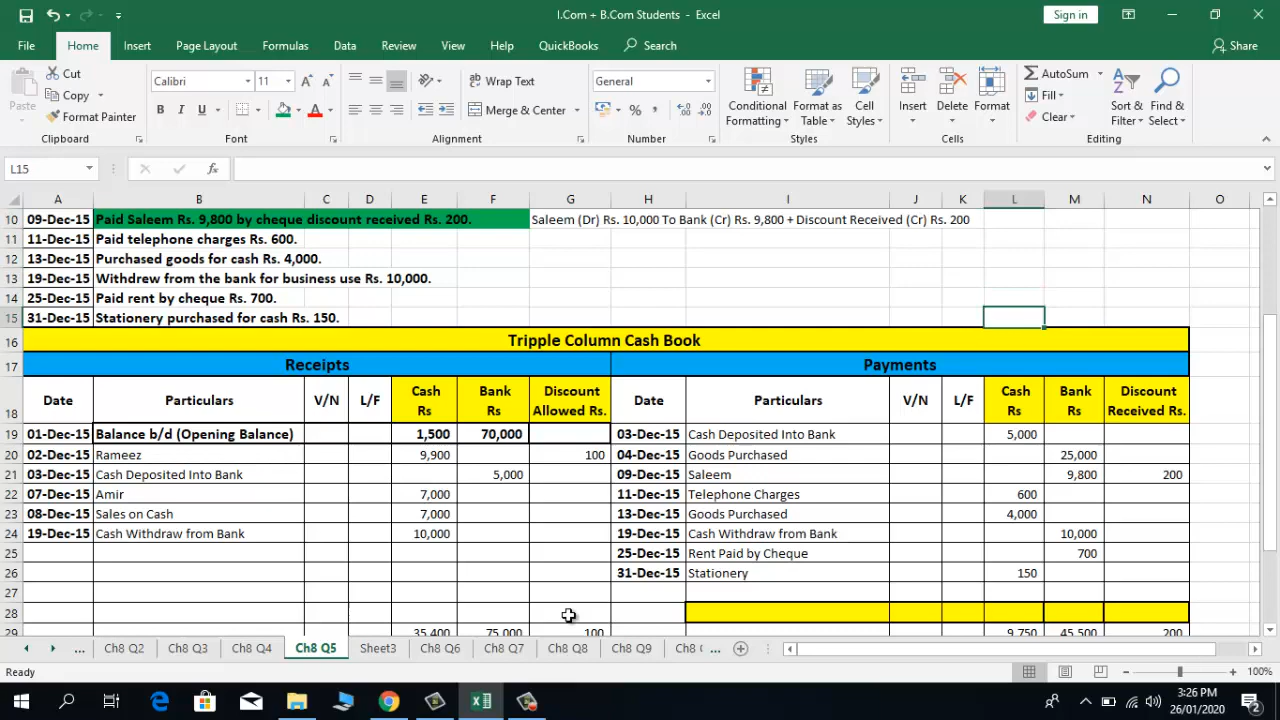 I.Com + B.Com Students - Excel
Sign in
File Home Insert Page Layout Formulas Data Review View Help QuickBooks Search Share
Paste
Cut
Copy
Format Painter
Calibri 11
B I U
Wrap Text
Merge & Center
General
% ,
Conditional Formatting
Format as Table
Cell Styles
Insert
Delete
Format
AutoSum
Fill
Clear
Sort & Filter
Find & Select
Clipboard Font Alignment Number Styles Cells Editing
L15 fx
A B C D E F G H I J K L M N O
10 09-Dec-15 Paid Saleem Rs. 9,800 by cheque discount received Rs. 200. Saleem (Dr) Rs. 10,000 To Bank (Cr) Rs. 9,800 + Discount Received (Cr) Rs. 200
11 11-Dec-15 Paid telephone charges Rs. 600.
12 13-Dec-15 Purchased goods for cash Rs. 4,000.
13 19-Dec-15 Withdrew from the bank for business use Rs. 10,000.
14 25-Dec-15 Paid rent by cheque Rs. 700.
15 31-Dec-15 Stationery purchased for cash Rs. 150.
16 Tripple Column Cash Book
17 Receipts Payments
18 Date Particulars V/N L/F Cash Rs Bank Rs Discount Allowed Rs. Date Particulars V/N L/F Cash Rs Bank Rs Discount Received Rs.
19 01-Dec-15 Balance b/d (Opening Balance) 1,500 70,000 03-Dec-15 Cash Deposited Into Bank 5,000
20 02-Dec-15 Rameez 9,900 100 04-Dec-15 Goods Purchased 25,000
21 03-Dec-15 Cash Deposited Into Bank 5,000 09-Dec-15 Saleem 9,800 200
22 07-Dec-15 Amir 7,000 11-Dec-15 Telephone Charges 600
23 08-Dec-15 Sales on Cash 7,000 13-Dec-15 Goods Purchased 4,000
24 19-Dec-15 Cash Withdraw from Bank 10,000 19-Dec-15 Cash Withdraw from Bank 10,000
25 25-Dec-15 Rent Paid by Cheque 700
26 31-Dec-15 Stationery 150
27
28
29 35,400 75,000 100 9,750 45,500 200
... Ch8 Q2 Ch8 Q3 Ch8 Q4 Ch8 Q5 Sheet3 Ch8 Q6 Ch8 Q7 Ch8 Q8 Ch8 Q9 Ch8 ...
Ready 100%
3:26 PM
26/01/2020
2